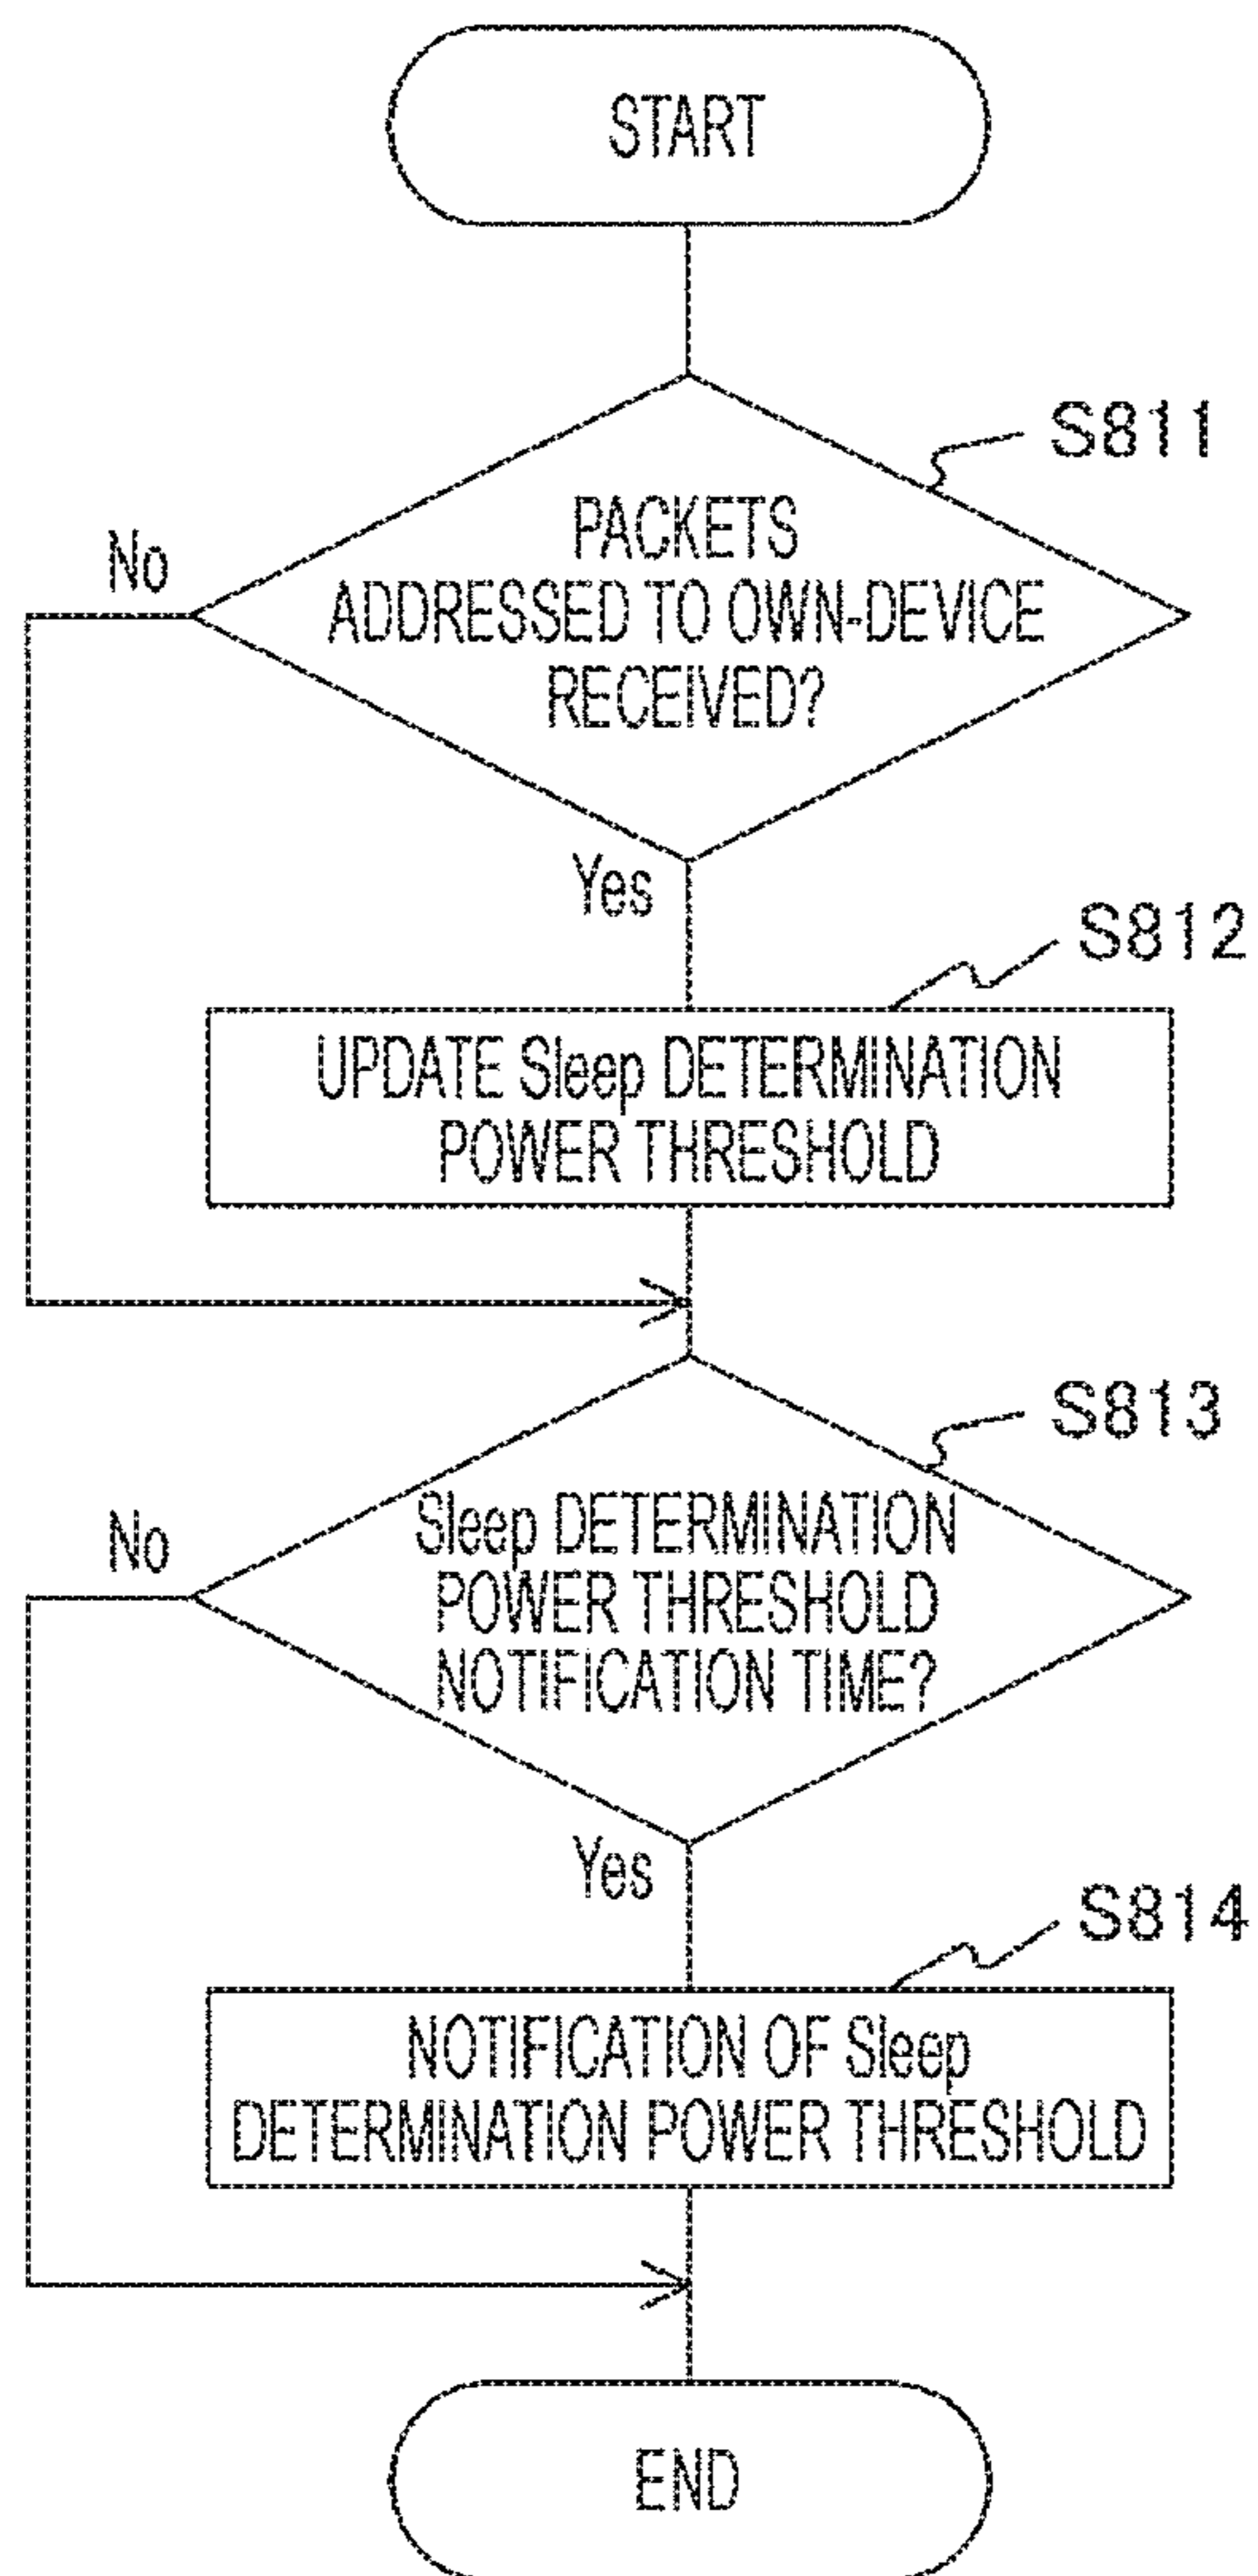 START
S811
PACKETS
ADDRESSED TO OWN-DEVICE
RECEIVED?
No
Yes
S812
UPDATE Sleep DETERMINATION
POWER THRESHOLD
S813
Sleep DETERMINATION
POWER THRESHOLD
NOTIFICATION TIME?
No
Yes
S814
NOTIFICATION OF Sleep
DETERMINATION POWER THRESHOLD
END